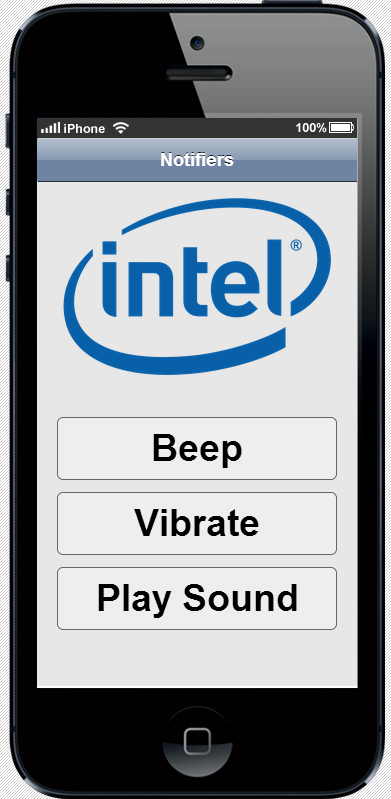 iPhone 100%
Notifiers
intel®
Beep
Vibrate
Play Sound